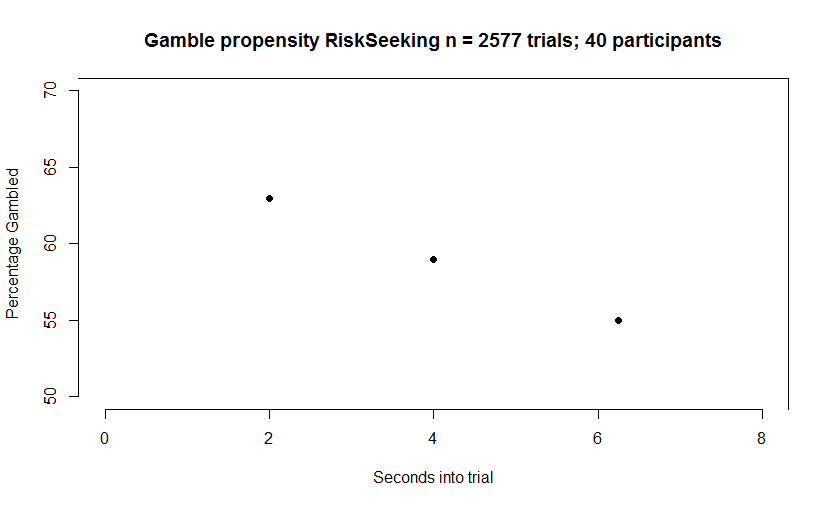 Gamble propensity RiskSeeking n = 2577 trials; 40 participants
Percentage Gambled
70
65
60
55
50
0 2 4 6 8
Seconds into trial